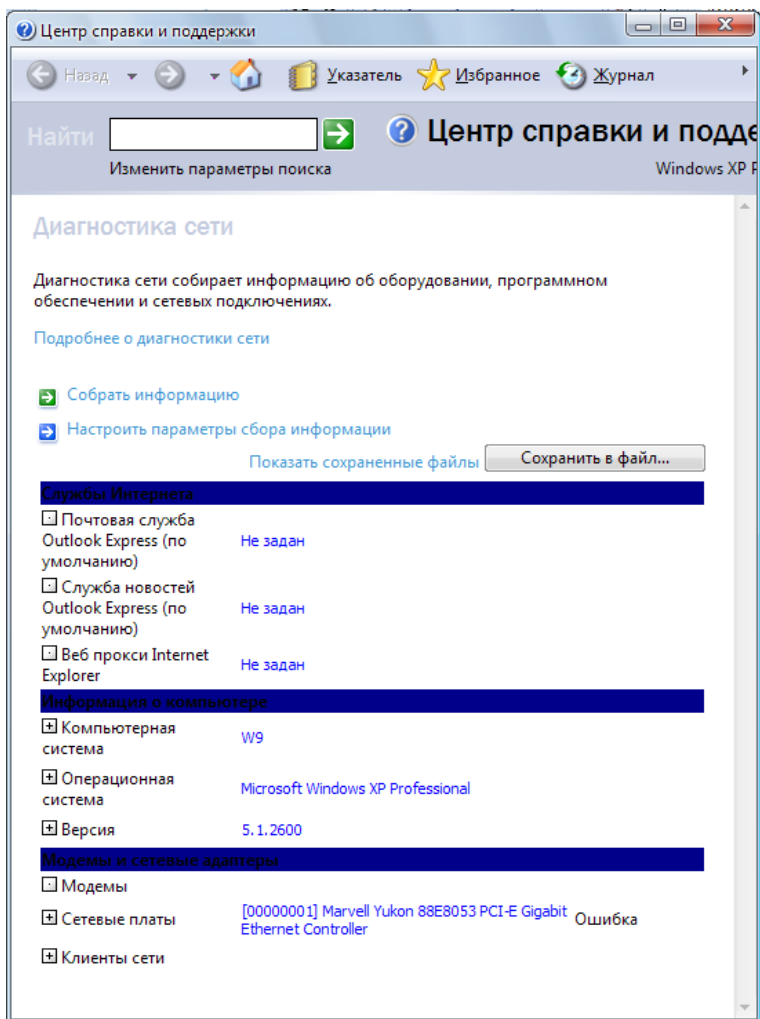 Центр справки и поддержки
Назад
Указатель
Избранное
Журнал
Найти
Центр справки и подде
Изменить параметры поиска
Windows XP P
Диагностика сети
Диагностика сети собирает информацию об оборудовании, программном
обеспечении и сетевых подключениях.
Подробнее о диагностики сети
Собрать информацию
Настроить параметры сбора информации
Показать сохраненные файлы
Сохранить в файл...
Службы Интернета
Почтовая служба
Outlook Express (по
умолчанию)
Не задан
Служба новостей
Outlook Express (по
умолчанию)
Не задан
Веб прокси Internet
Explorer
Не задан
Информация о компьютере
Компьютерная
система
W9
Операционная
система
Microsoft Windows XP Professional
Версия
5.1.2600
Модемы и сетевые адаптеры
Модемы
Сетевые платы
[00000001] Marvell Yukon 88E8053 PCI-E Gigabit
Ethernet Controller
Ошибка
Клиенты сети